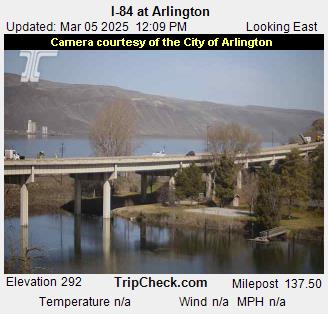 I-84 at Arlington
Updated: Mar 05 2025 12:09 PM Looking East
Camera courtesy of the City of Arlington
Elevation 292 TripCheck.com Milepost 137.50
Temperature n/a Wind n/a MPH n/a